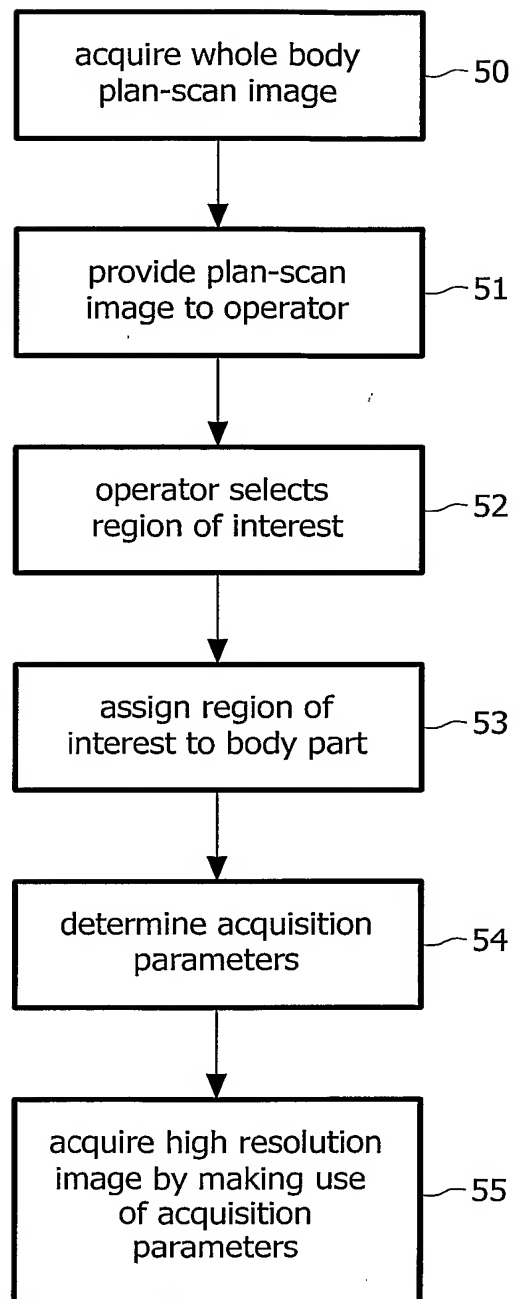 acquire whole body
plan-scan image
50
provide plan-scan
image to operator
51
operator selects
region of interest
52
assign region of
interest to body part
53
determine acquisition
parameters
54
acquire high resolution
image by making use
of acquisition
parameters
55